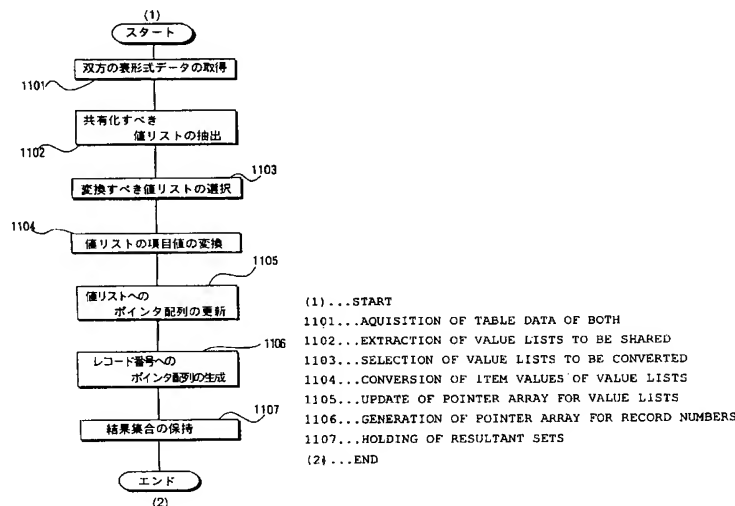 (1)
スタート
双方の表形式データの取得
1101
共有化すべき
値リストの抽出
1102
1103
変換すべき値リストの選択
1104
値リストの項目値の変換
1105
値リストへの
ポインタ配列の更新
1106
レコード番号への
ポインタ配列の生成
1107
結果集合の保持
エンド
(2)
(1)...START
1101...AQUISITION OF TABLE DATA OF BOTH
1102...EXTRACTION OF VALUE LISTS TO BE SHARED
1103...SELECTION OF VALUE LISTS TO BE CONVERTED
1104...CONVERSION OF ITEM VALUES OF VALUE LISTS
1105...UPDATE OF POINTER ARRAY FOR VALUE LISTS
1106...GENERATION OF POINTER ARRAY FOR RECORD NUMBERS
1107...HOLDING OF RESULTANT SETS
(2)...END